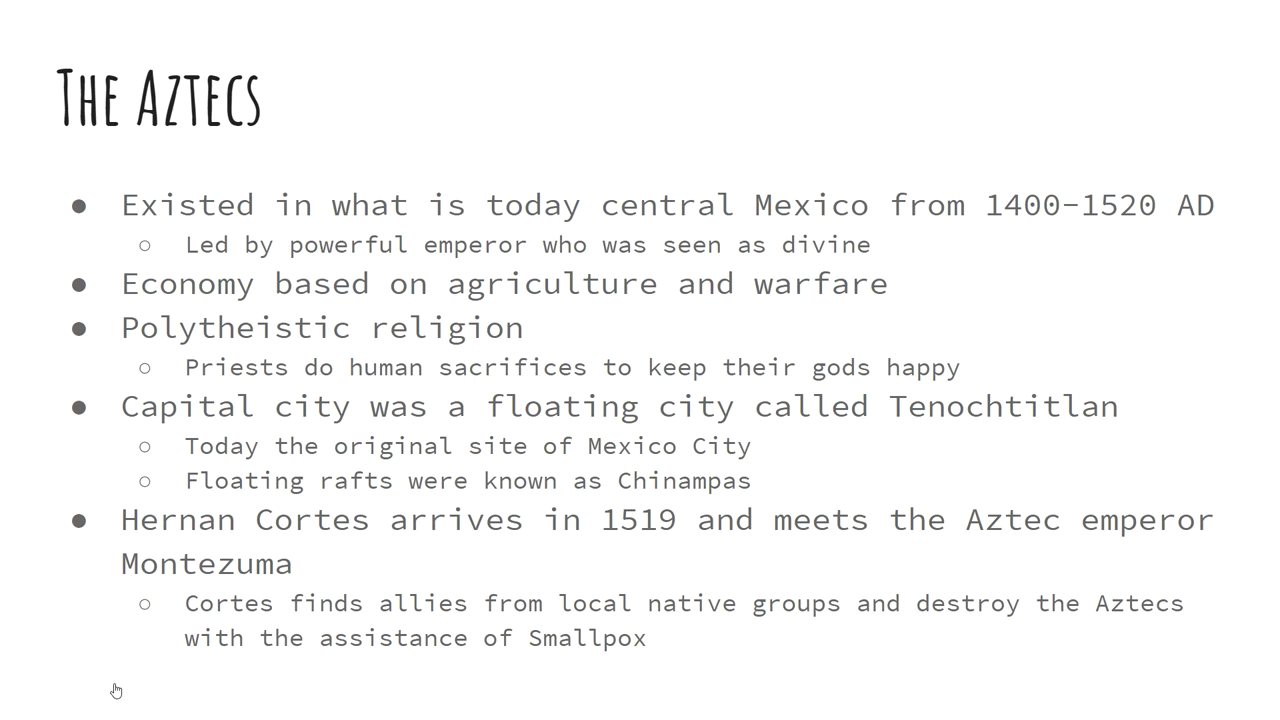 The Aztecs
● Existed in what is today central Mexico from 1400-1520 AD
○ Led by powerful emperor who was seen as divine
● Economy based on agriculture and warfare
● Polytheistic religion
○ Priests do human sacrifices to keep their gods happy
● Capital city was a floating city called Tenochtitlan
○ Today the original site of Mexico City
○ Floating rafts were known as Chinampas
● Hernan Cortes arrives in 1519 and meets the Aztec emperor
Montezuma
○ Cortes finds allies from local native groups and destroy the Aztecs
with the assistance of Smallpox